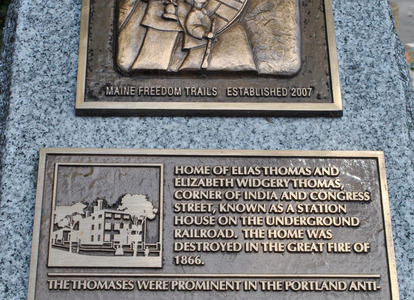 MAINE FREEDOM TRAILS ESTABLISHED 2007
HOME OF ELIAS THOMAS AND
ELIZABETH WIDGERY THOMAS,
CORNER OF INDIA AND CONGRESS
STREET, KNOWN AS A STATION
HOUSE ON THE UNDERGROUND
RAILROAD. THE HOME WAS
DESTROYED IN THE GREAT FIRE OF
1866.
THE THOMASES WERE PROMINENT IN THE PORTLAND ANTI-